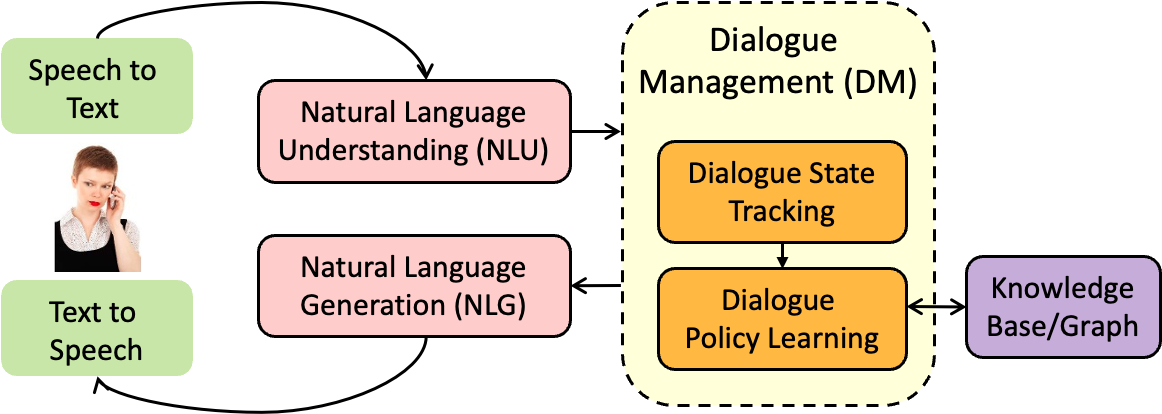 Speech to
Text
Natural Language
Understanding (NLU)
Dialogue
Management (DM)
Dialogue State
Tracking
Natural Language
Generation (NLG)
Dialogue
Policy Learning
Knowledge
Base/Graph
Text to
Speech